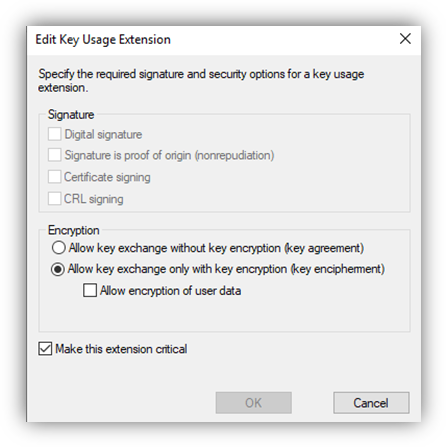 Edit Key Usage Extension
Specify the required signature and security options for a key usage
extension.
Signature
Digital signature
Signature is proof of origin (nonrepudiation)
Certificate signing
CRL signing
Encryption
Allow key exchange without key encryption (key agreement)
Allow key exchange only with key encryption (key encipherment)
Allow encryption of user data
Make this extension critical
OK
Cancel